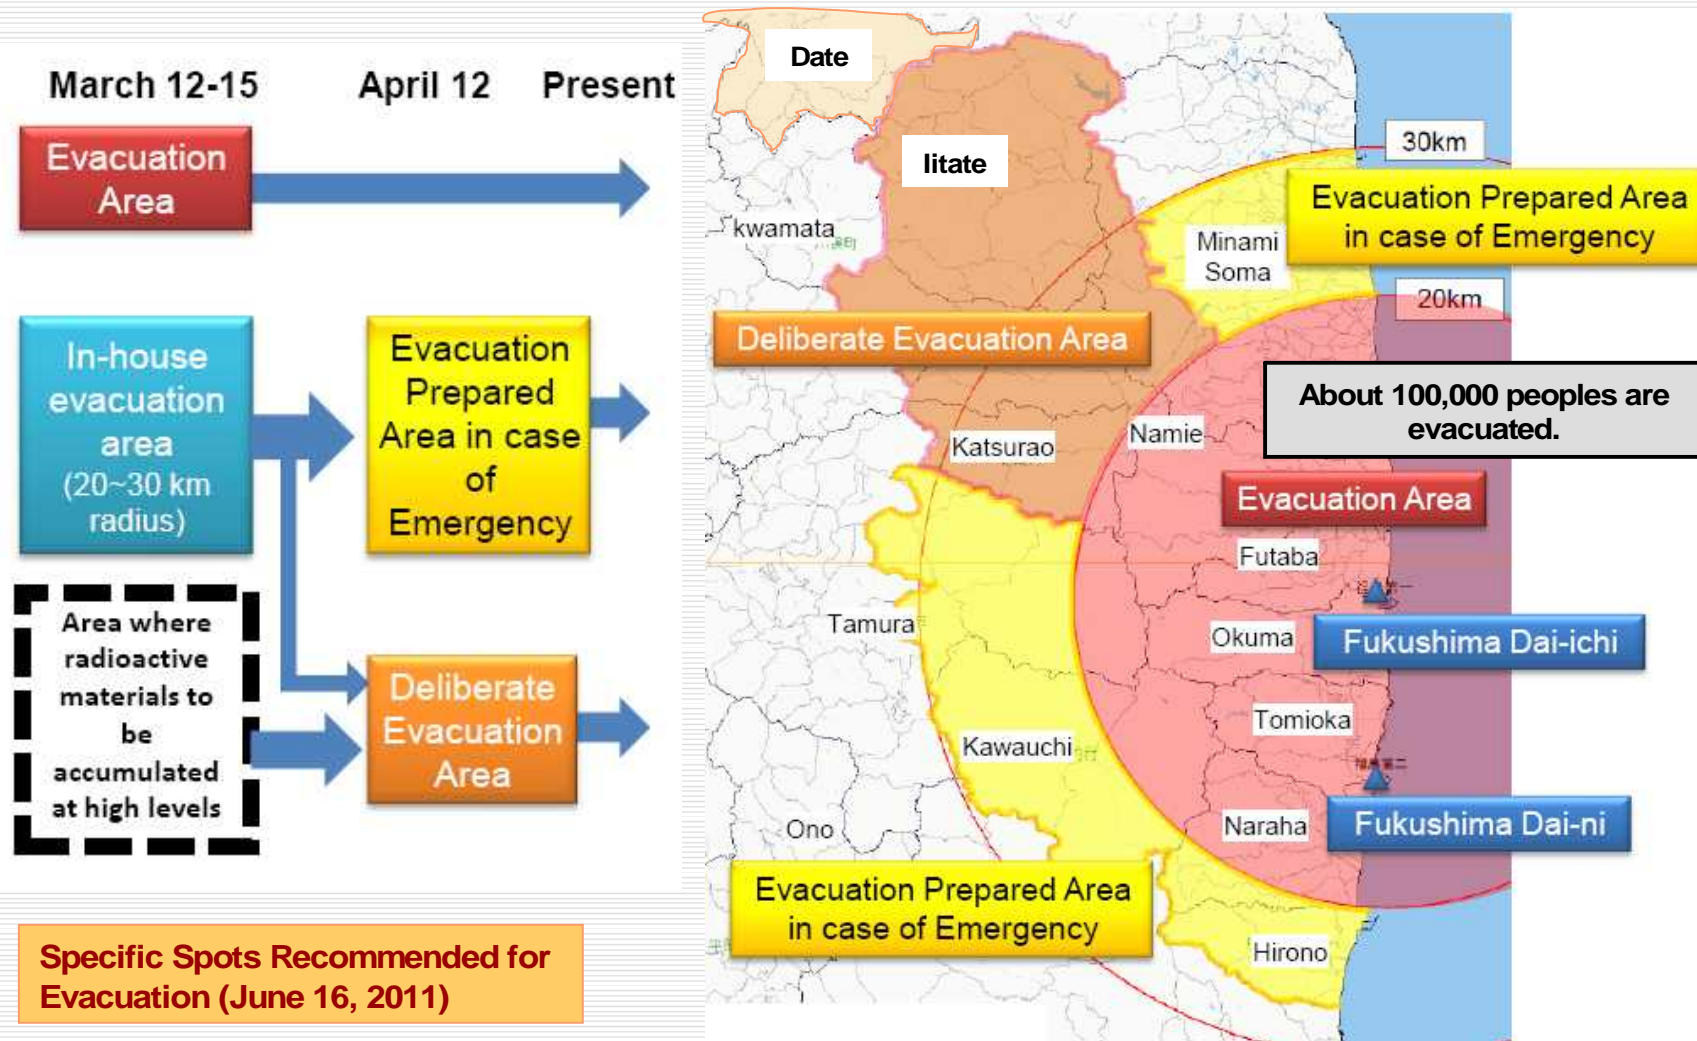 March 12-15
April 12
Present
Evacuation
Area
In-house
evacuation
area
(20~30 km
radius)
Evacuation
Prepared
Area in case
of
Emergency
Area where
radioactive
materials to
be
accumulated
at high levels
Deliberate
Evacuation
Area
Specific Spots Recommended for
Evacuation (June 16, 2011)
Date
Iitate
30km
Evacuation Prepared Area
in case of Emergency
kwamata
Minami
Soma
20km
Deliberate Evacuation Area
About 100,000 peoples are
evacuated.
Namie
Katsurao
Evacuation Area
Futaba
Tamura
Okuma
Fukushima Dai-ichi
Tomioka
Kawauchi
福島第二
Naraha
Fukushima Dai-ni
Ono
Evacuation Prepared Area
in case of Emergency
Hirono